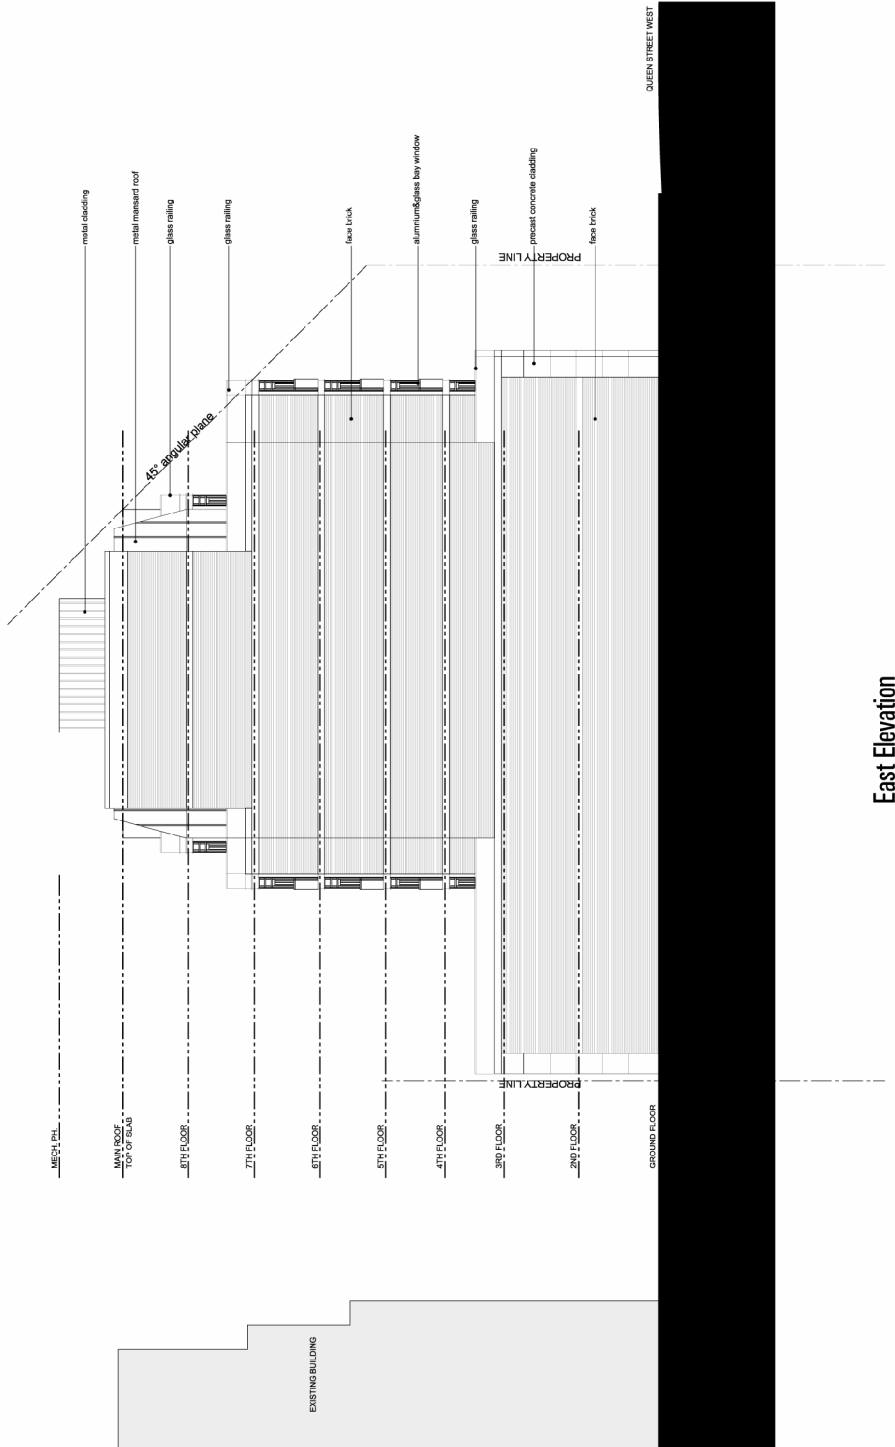 QUEEN STREET WEST
metal cladding
metal mansard roof
glass railing
glass railing
face brick
alumnium&glass bay window
glass railing
precast concrete cladding
face brick
PROPERTY LINE
45° angular plane
PROPERTY LINE
MECH. PH.
MAIN ROOF
TOP OF SLAB
8TH FLOOR
7TH FLOOR
6TH FLOOR
5TH FLOOR
4TH FLOOR
3RD FLOOR
2ND FLOOR
GROUND FLOOR
EXISTING BUILDING
East Elevation